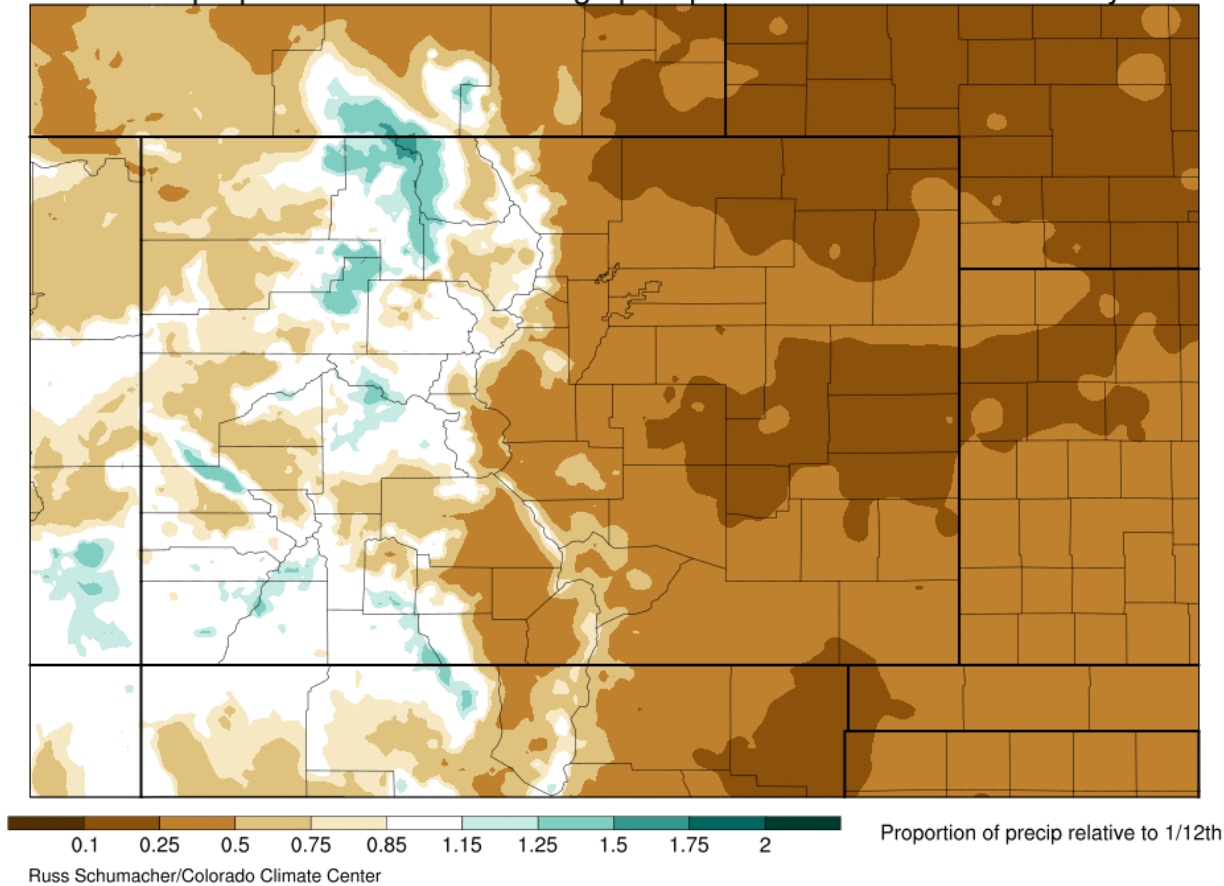 0.1 0.25 0.5 0.75 0.85 1.15 1.25 1.5 1.75 2
Proportion of precip relative to 1/12th
Russ Schumacher/Colorado Climate Center